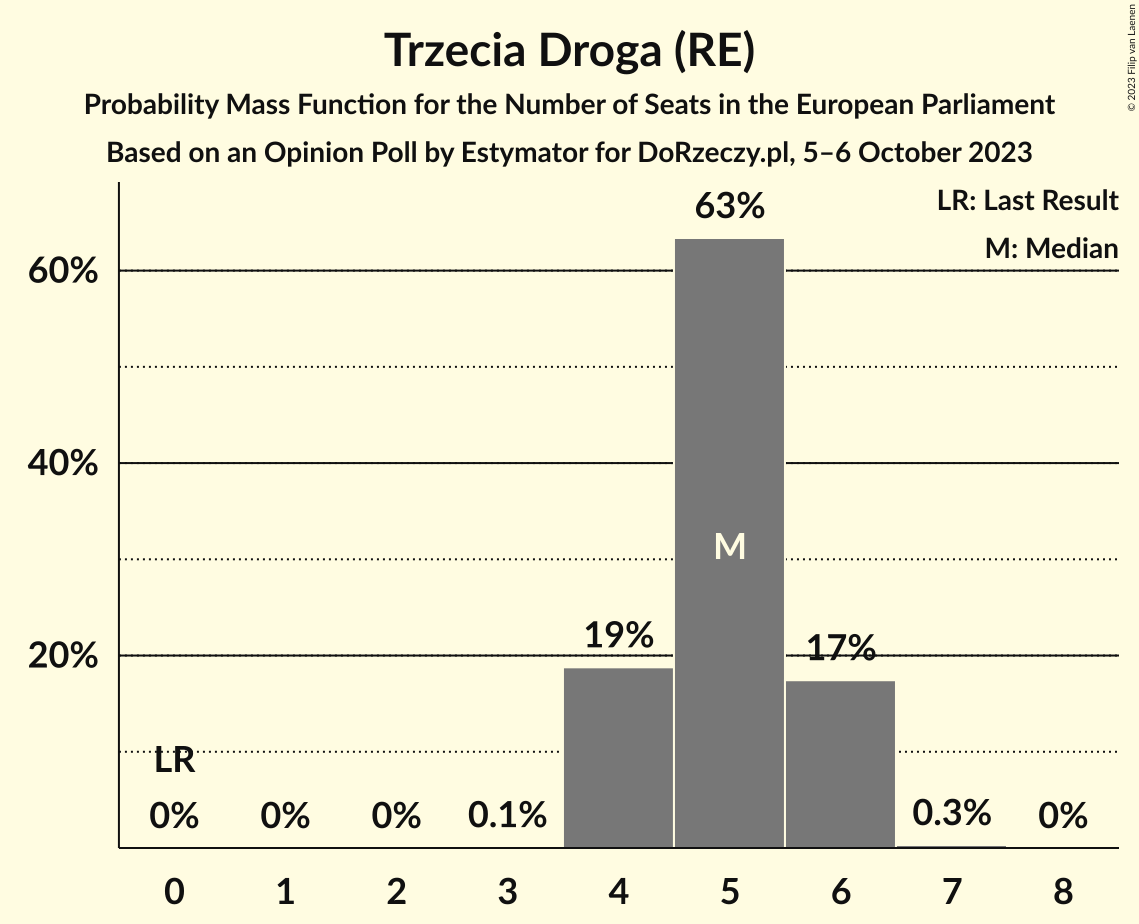 Trzecia Droga (RE)
Probability Mass Function for the Number of Seats in the European Parliament
Based on an Opinion Poll by Estymator for DoRzeczy.pl, 5–6 October 2023
© 2023 Filip van Laenen
LR: Last Result
M: Median
63%
60%
40%
M
19%
17%
20%
LR
0%
0%
0%
0.1%
0.3%
0%
0 1 2 3 4 5 6 7 8